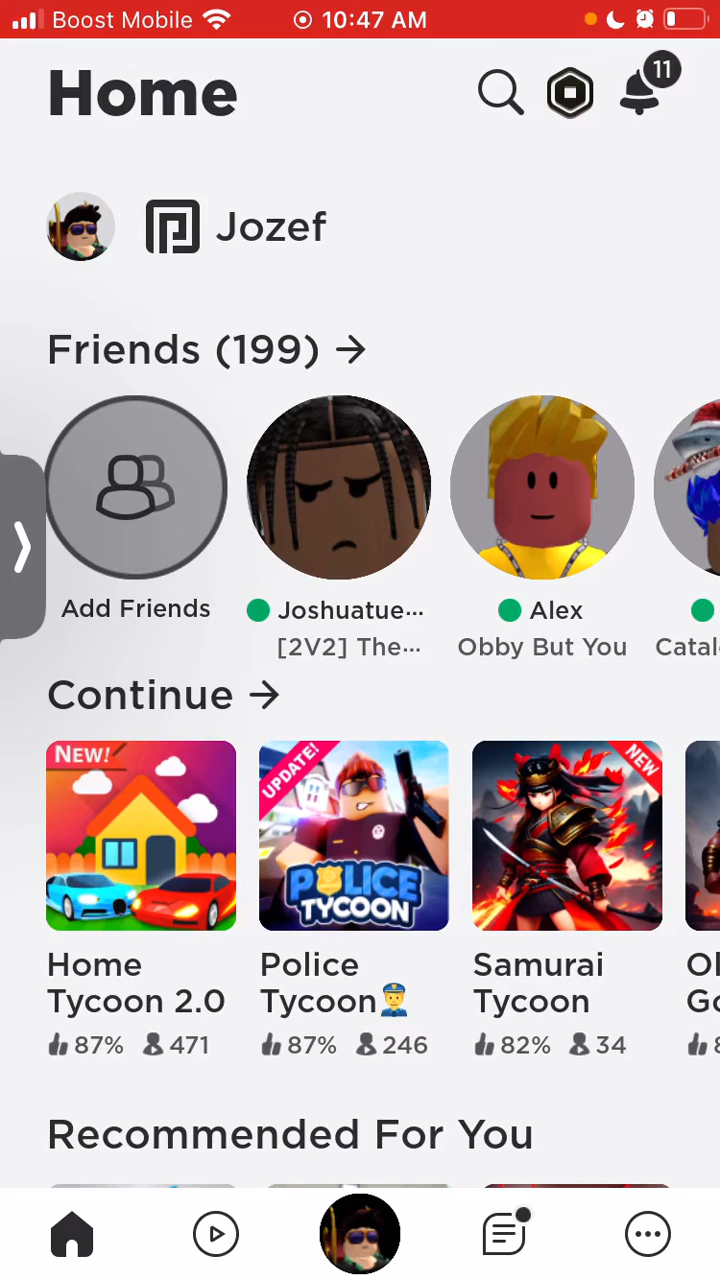 Boost Mobile 10:47 AM
Home
11
Jozef
Friends (199) →
Add Friends
Joshuatue...
Alex
[2V2] The...
Obby But You
Catal
Continue →
NEW!
UPDATE!
POLICE
TYCOON
NEW
Home
Tycoon 2.0
Police
Tycoon👮
Samurai
Tycoon
87% 471
87% 246
82% 34
Recommended For You